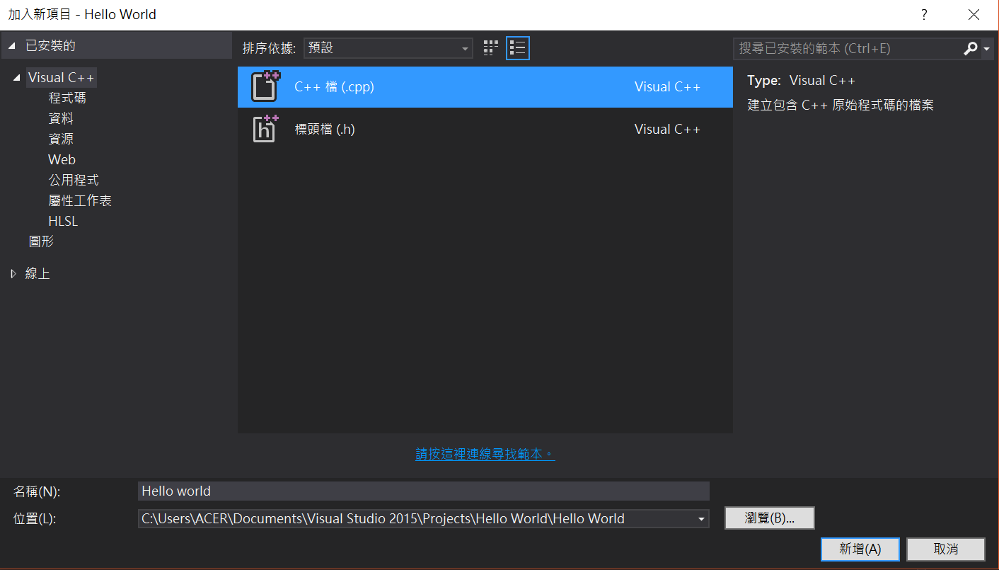 加入新項目 - Hello World
?
已安裝的
排序依據: 預設
搜尋已安裝的範本 (Ctrl+E)
Visual C++
程式碼
資料
資源
Web
公用程式
屬性工作表
HLSL
圖形
線上
C++ 檔 (.cpp) Visual C++
標頭檔 (.h) Visual C++
Type: Visual C++
建立包含 C++ 原始程式碼的檔案
請按這裡連線尋找範本。
名稱(N): Hello world
位置(L): C:\Users\ACER\Documents\Visual Studio 2015\Projects\Hello World\Hello World
瀏覽(B)...
新增(A) 取消